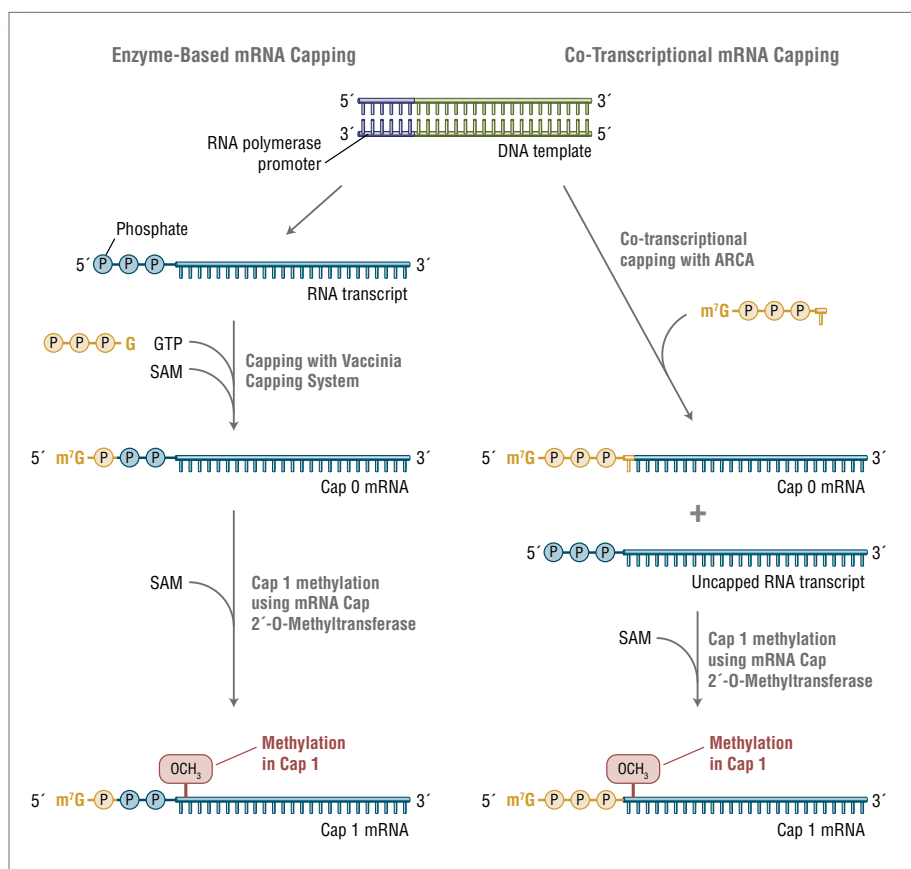 Enzyme-Based mRNA Capping
Co-Transcriptional mRNA Capping
5´ 3´
3´ 5´
RNA polymerase
promoter
DNA template
Phosphate
5´ P P P 3´
RNA transcript
Co-transcriptional
capping with ARCA
m⁷G P P P
P P P G GTP
SAM
Capping with Vaccinia
Capping System
5´ m⁷G P P P 3´
Cap 0 mRNA
5´ m⁷G P P P 3´
Cap 0 mRNA
+
5´ P P P 3´
Uncapped RNA transcript
SAM
Cap 1 methylation
using mRNA Cap
2´-O-Methyltransferase
SAM
Cap 1 methylation
using mRNA Cap
2´-O-Methyltransferase
Methylation
in Cap 1
OCH₃
5´ m⁷G P P P 3´
Cap 1 mRNA
Methylation
in Cap 1
OCH₃
5´ m⁷G P P P 3´
Cap 1 mRNA